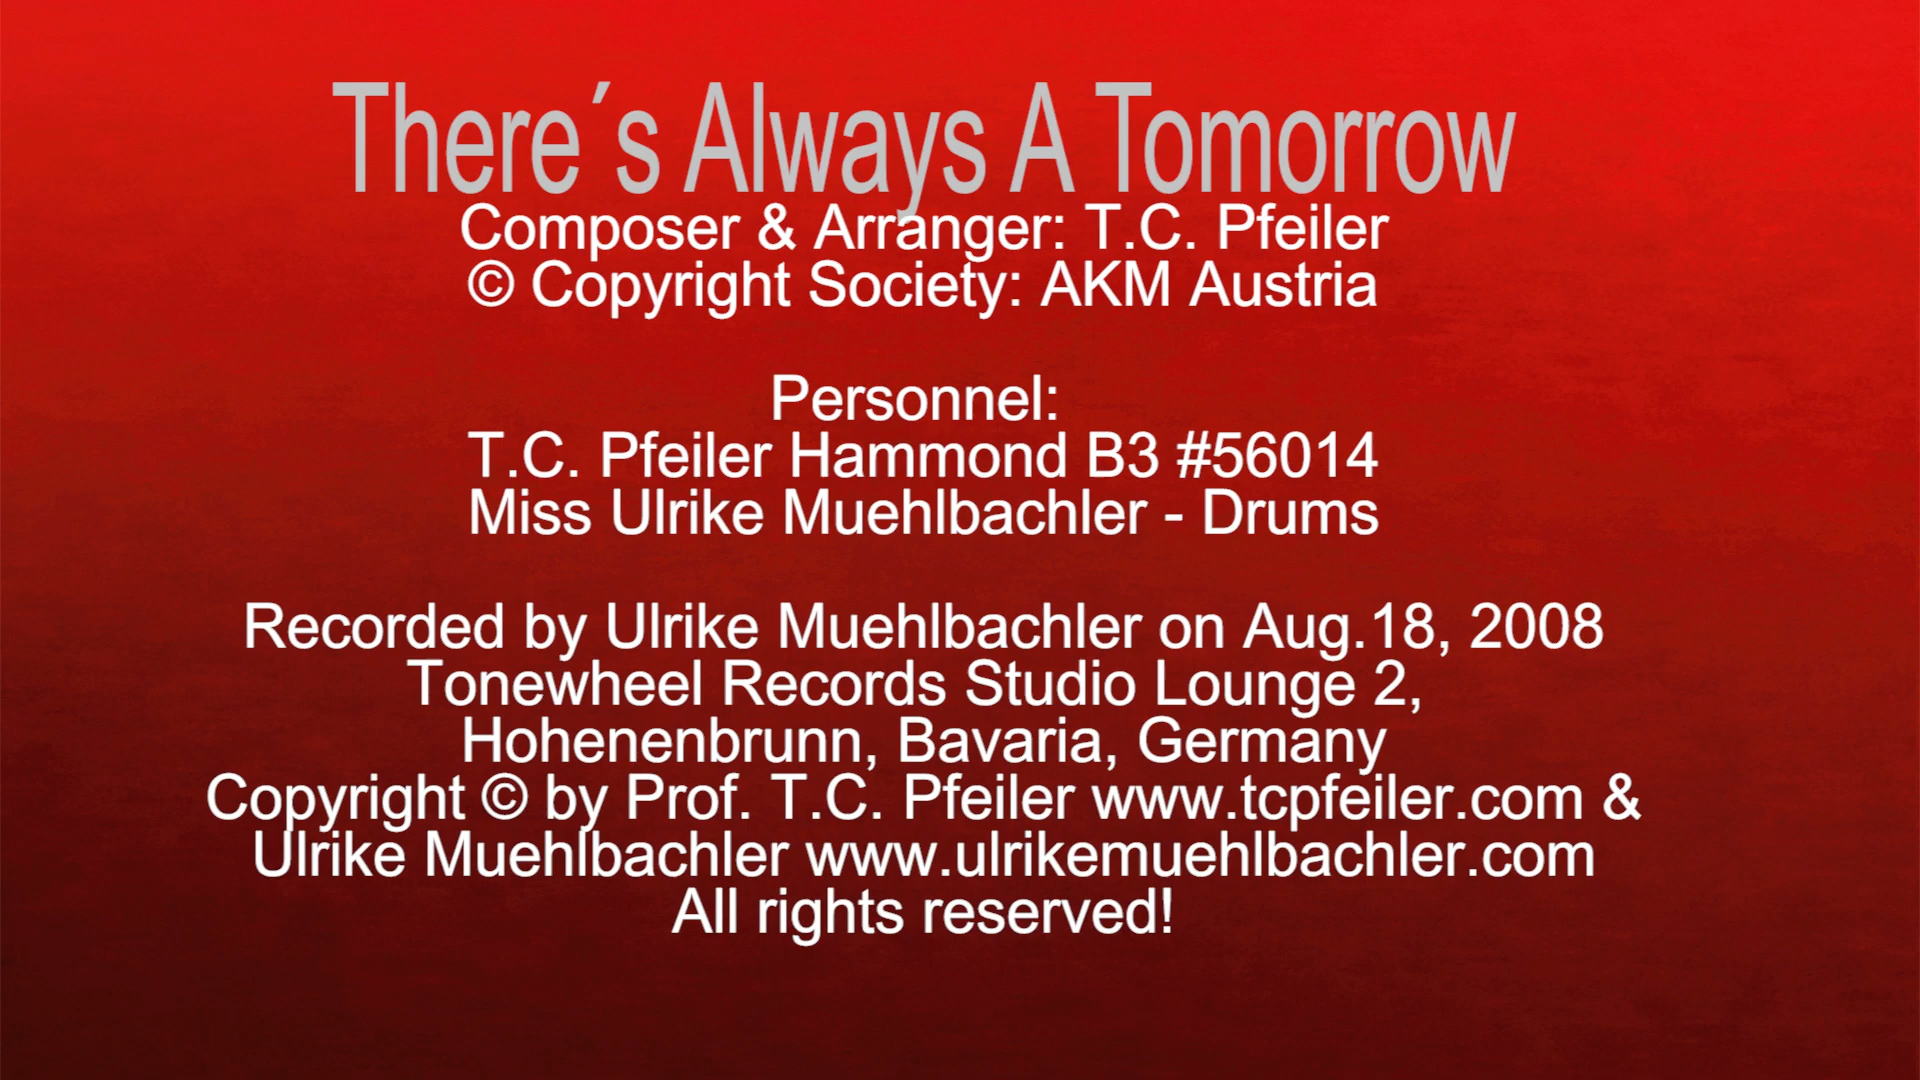 There´s Always A Tomorrow
Composer & Arranger: T.C. Pfeiler
© Copyright Society: AKM Austria
Personnel:
T.C. Pfeiler Hammond B3 #56014
Miss Ulrike Muehlbachler - Drums
Recorded by Ulrike Muehlbachler on Aug.18, 2008
Tonewheel Records Studio Lounge 2,
Hohenenbrunn, Bavaria, Germany
Copyright © by Prof. T.C. Pfeiler www.tcpfeiler.com &
Ulrike Muehlbachler www.ulrikemuehlbachler.com
All rights reserved!